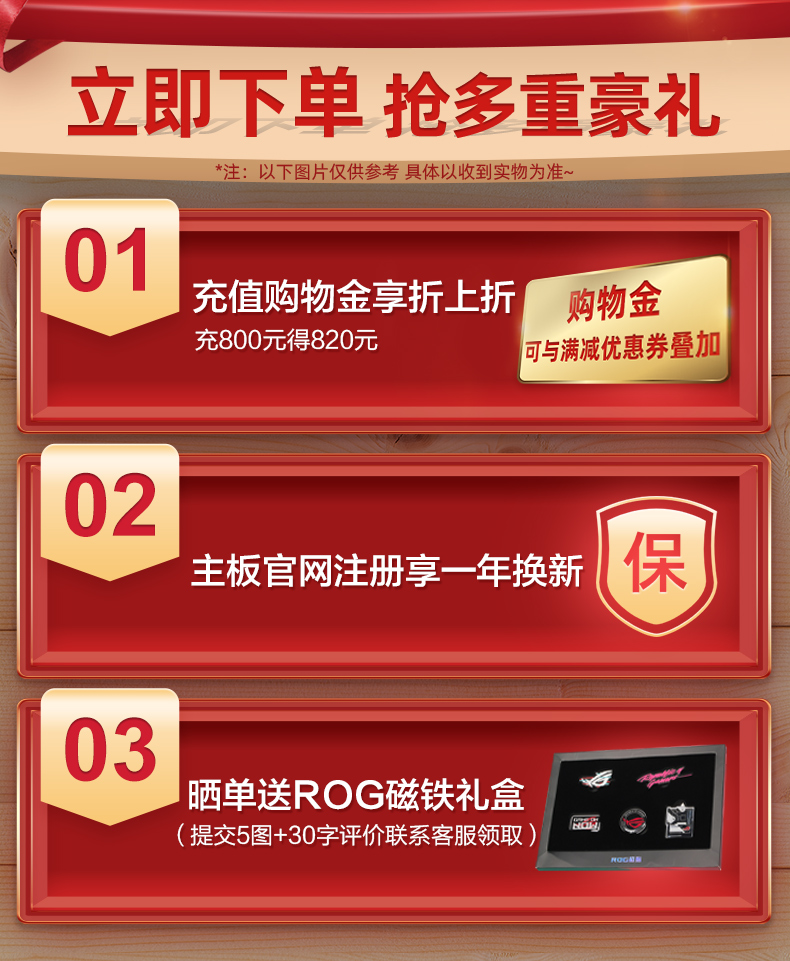 立即下单 抢多重豪礼
*注：以下图片仅供参考 具体以收到实物为准~
01
充值购物金享折上折
充800元得820元
购物金
可与满减优惠券叠加
02
主板官网注册享一年换新
保
03
晒单送ROG磁铁礼盒
（提交5图+30字评价联系客服领取）